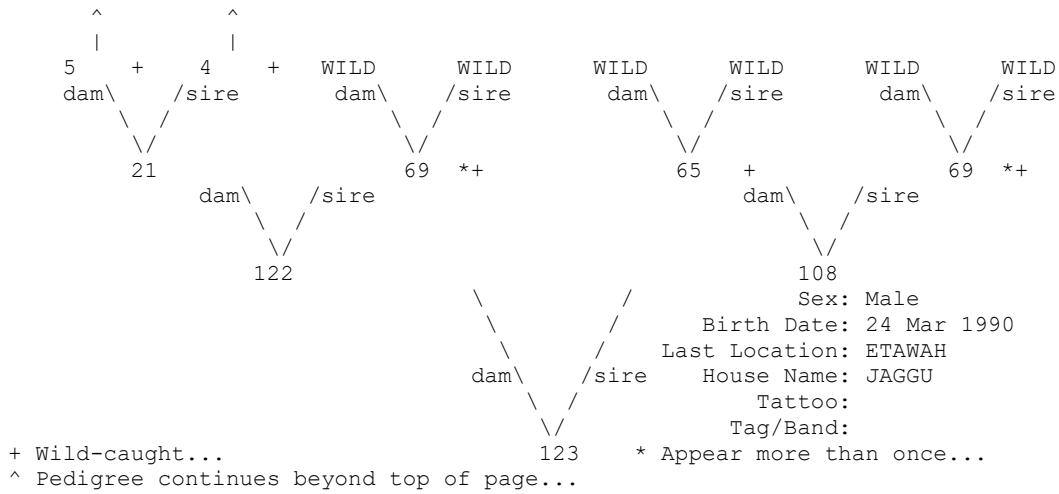 ^ ^
| |
5 + 4 + WILD WILD WILD WILD WILD WILD
dam\ /sire dam\ /sire dam\ /sire dam\ /sire
\ / \ / \ / \ /
\/ \/ \/ \/
21 69 *+ 65 + 69 *+
dam\ /sire dam\ /sire
\ / \ /
\/ \/
122 108
\ / Sex: Male
\ / Birth Date: 24 Mar 1990
\ / Last Location: ETAWAH
dam\ /sire House Name: JAGGU
\ / Tattoo:
\/ Tag/Band:
+ Wild-caught... 123 * Appear more than once...
^ Pedigree continues beyond top of page...